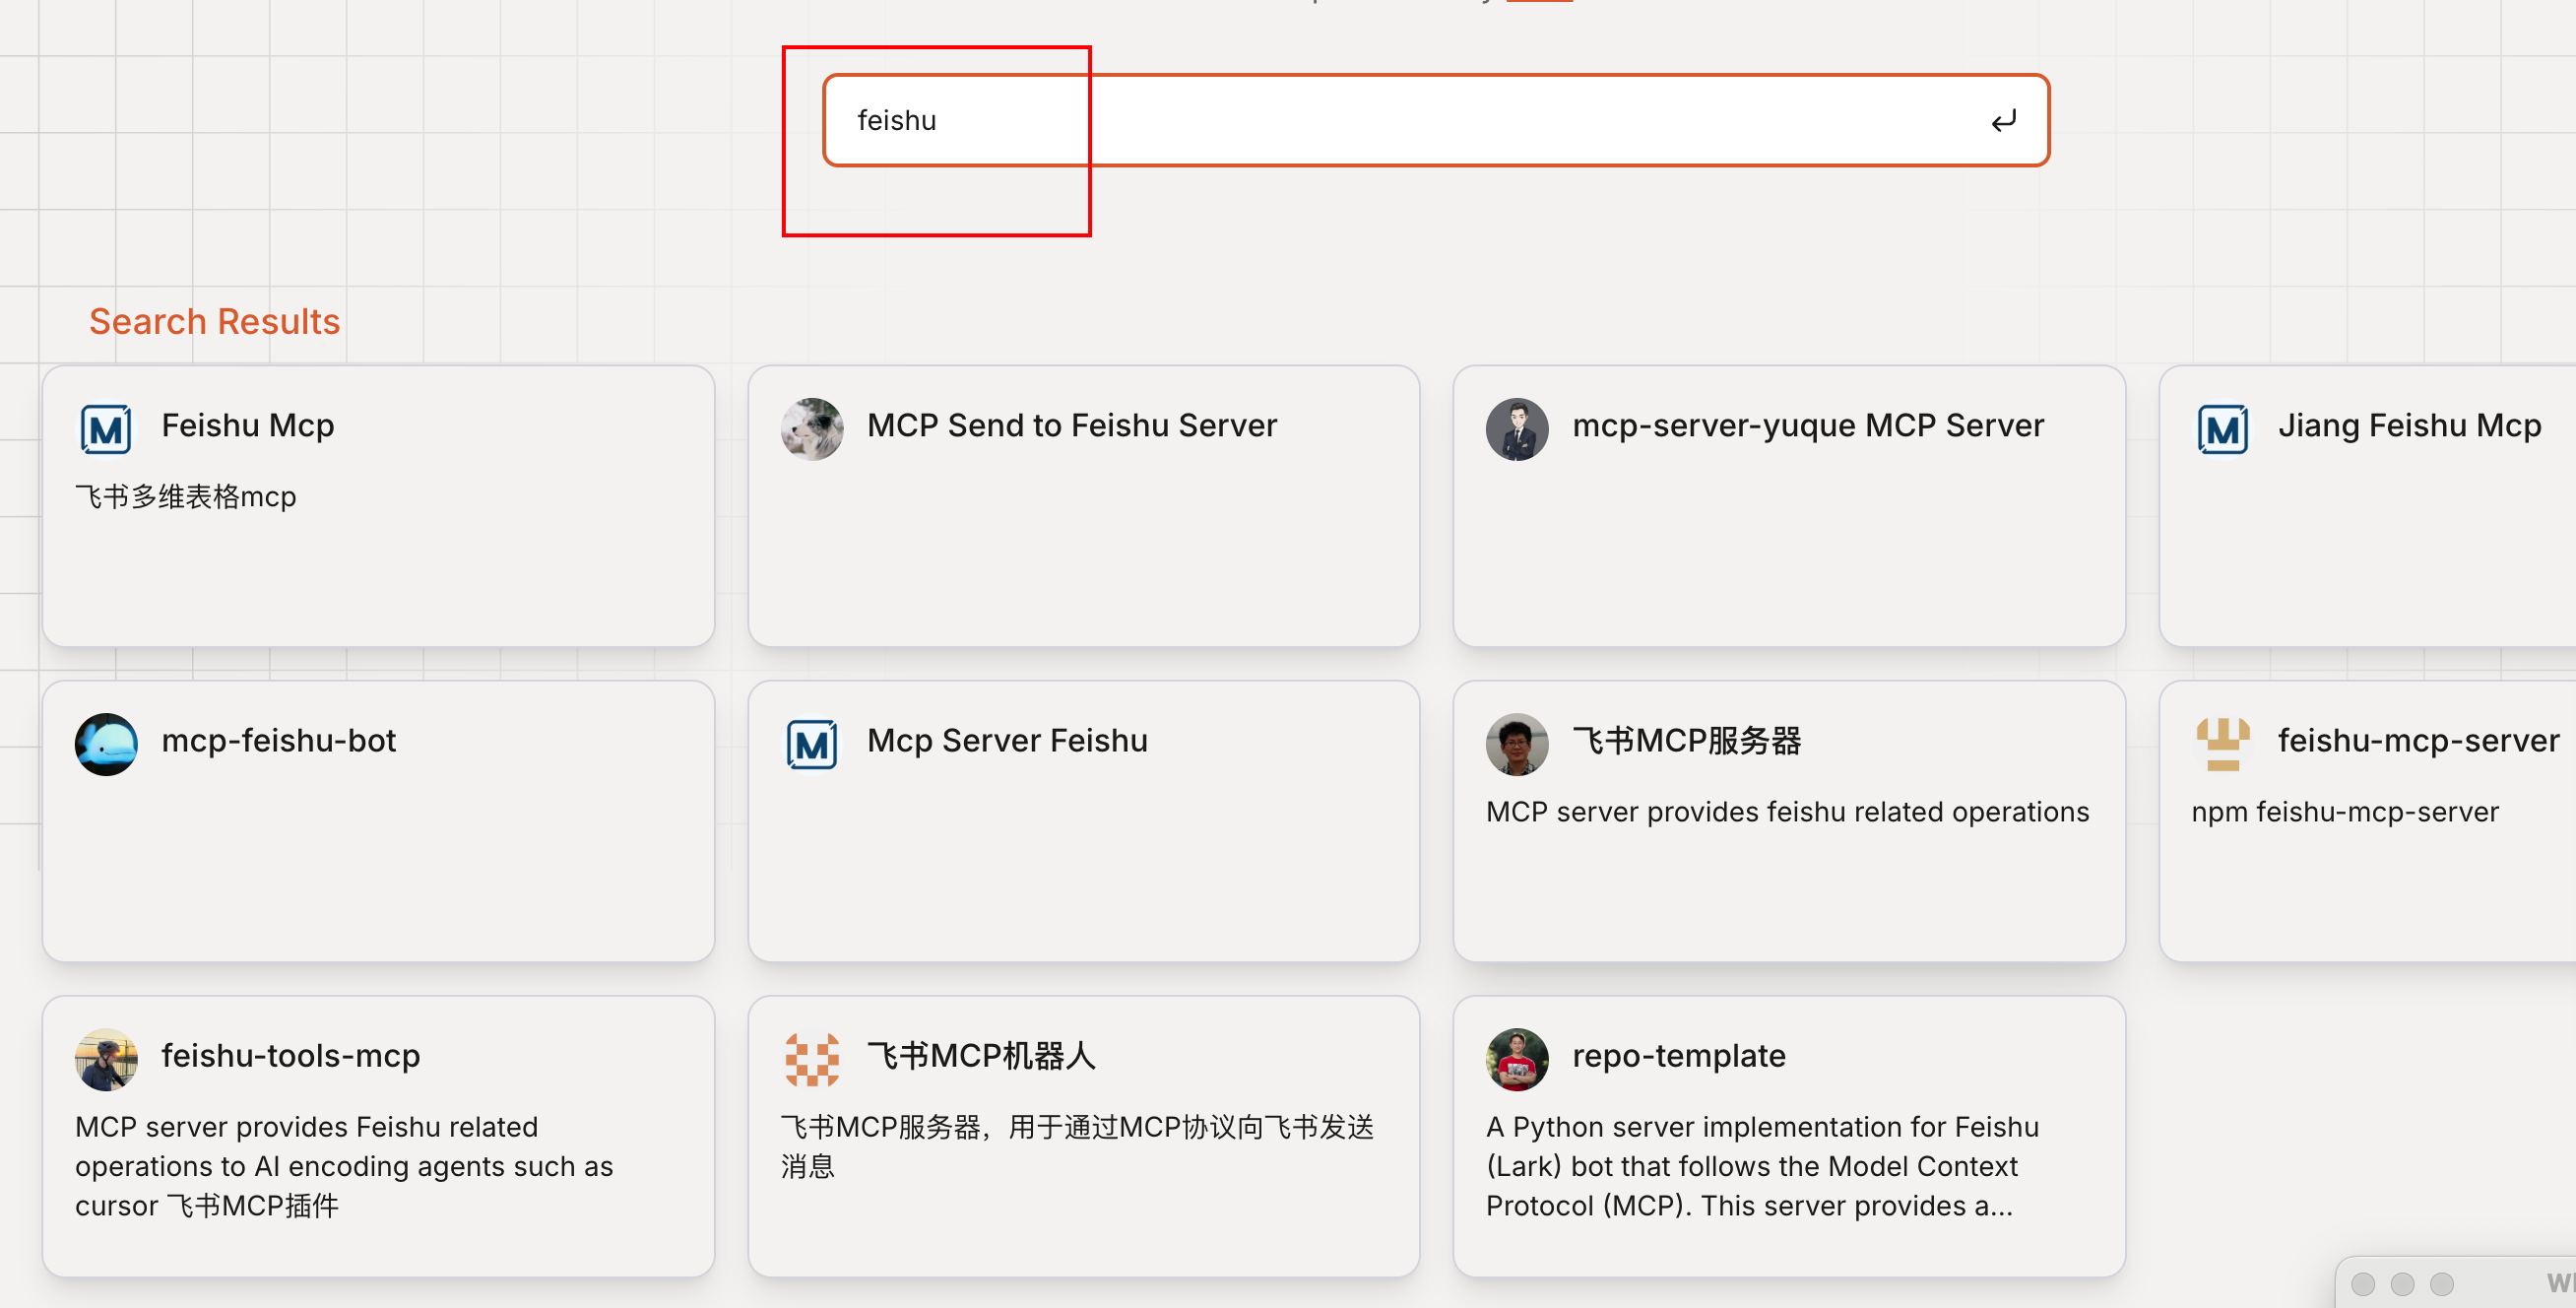 feishu
Search Results
Feishu Mcp
飞书多维表格mcp
MCP Send to Feishu Server
mcp-server-yuque MCP Server
Jiang Feishu Mcp
mcp-feishu-bot
Mcp Server Feishu
飞书MCP服务器
MCP server provides feishu related operations
feishu-mcp-server
npm feishu-mcp-server
feishu-tools-mcp
MCP server provides Feishu related
operations to AI encoding agents such as
cursor 飞书MCP插件
飞书MCP机器人
飞书MCP服务器，用于通过MCP协议向飞书发送
消息
repo-template
A Python server implementation for Feishu
(Lark) bot that follows the Model Context
Protocol (MCP). This server provides a...